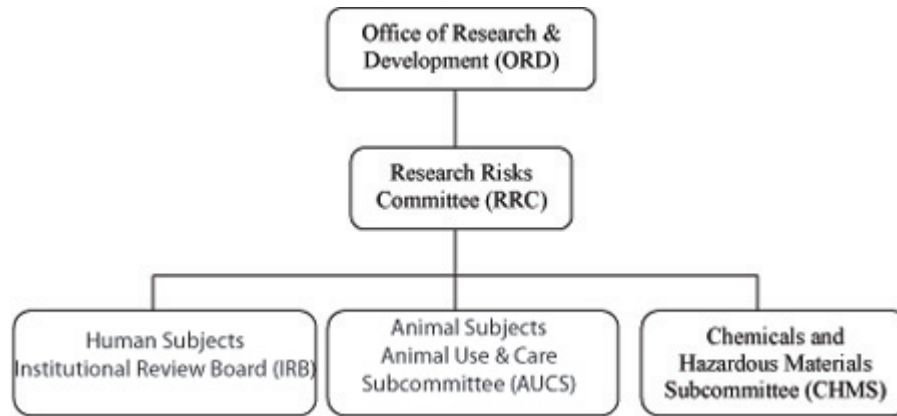 Office of Research &
Development (ORD)
Research Risks
Committee (RRC)
Human Subjects
Institutional Review Board (IRB)
Animal Subjects
Animal Use & Care
Subcommittee (AUCS)
Chemicals and
Hazardous Materials
Subcommittee (CHMS)